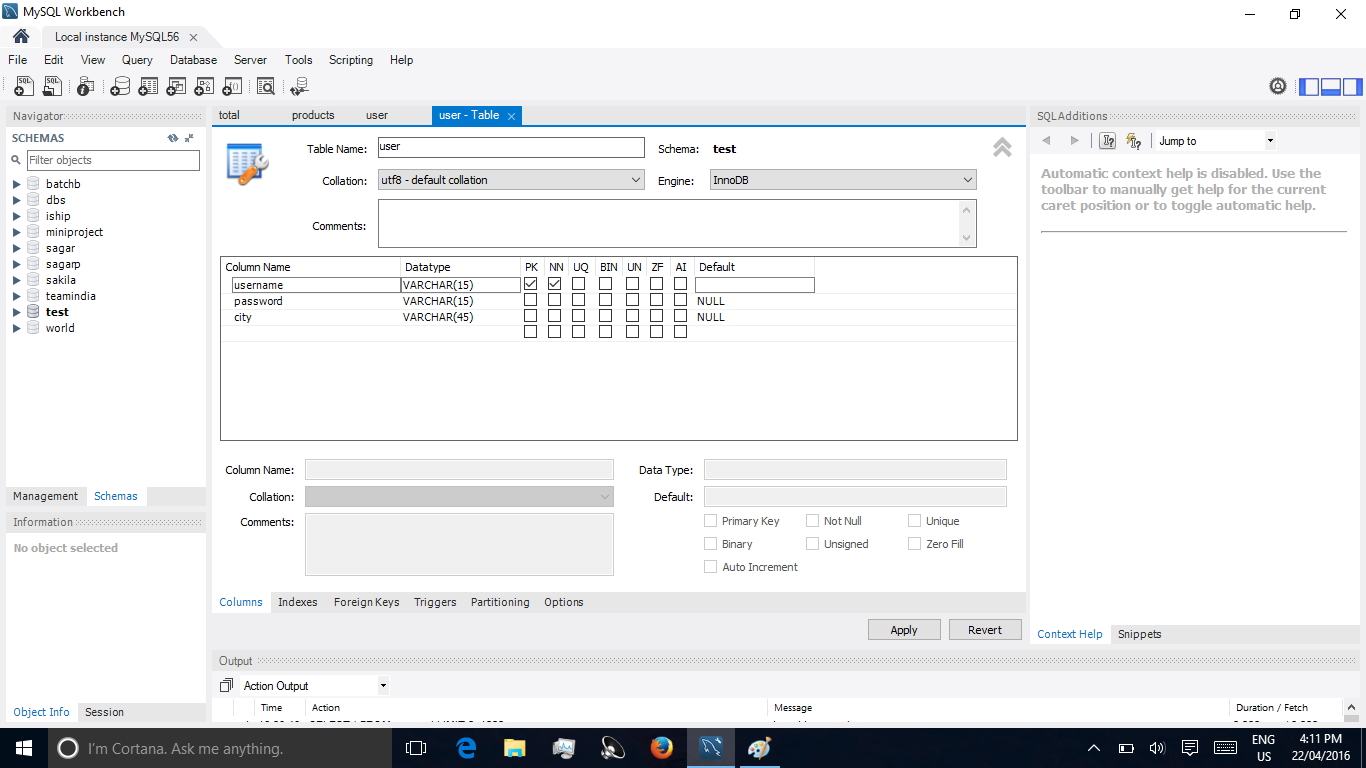 MySQL Workbench
Local instance MySQL56
File Edit View Query Database Server Tools Scripting Help
Navigator
SCHEMAS
Filter objects
batchb
dbs
iship
miniproject
sagar
sagarp
sakila
teamindia
test
world
Management Schemas
Information
No object selected
Object Info Session
total products user user - Table
Table Name: user Schema: test
Collation: utf8 - default collation Engine: InnoDB
Comments:
Column Name Datatype PK NN UQ BIN UN ZF AI Default
username VARCHAR(15)
password VARCHAR(15) NULL
city VARCHAR(45) NULL
Column Name: Data Type:
Collation: Default:
Comments: Primary Key Not Null Unique
Binary Unsigned Zero Fill
Auto Increment
Columns Indexes Foreign Keys Triggers Partitioning Options
Apply Revert
SQLAdditions
Jump to
Automatic context help is disabled. Use the
toolbar to manually get help for the current
caret position or to toggle automatic help.
Context Help Snippets
Output
Action Output
Time Action Message Duration / Fetch
I'm Cortana. Ask me anything.
ENG
US
4:11 PM
22/04/2016